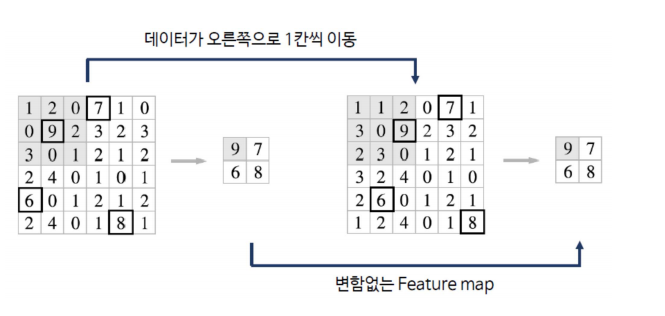 데이터가 오른쪽으로 1칸씩 이동
1 2 0 7 1 0
0 9 2 3 2 3
3 0 1 2 1 2
2 4 0 1 0 1
6 0 1 2 1 2
2 4 0 1 8 1
9 7
6 8
1 1 2 0 7 1
3 0 9 2 3 2
2 3 0 1 2 1
3 2 4 0 1 0
2 6 0 1 2 1
1 2 4 0 1 8
9 7
6 8
변함없는 Feature map